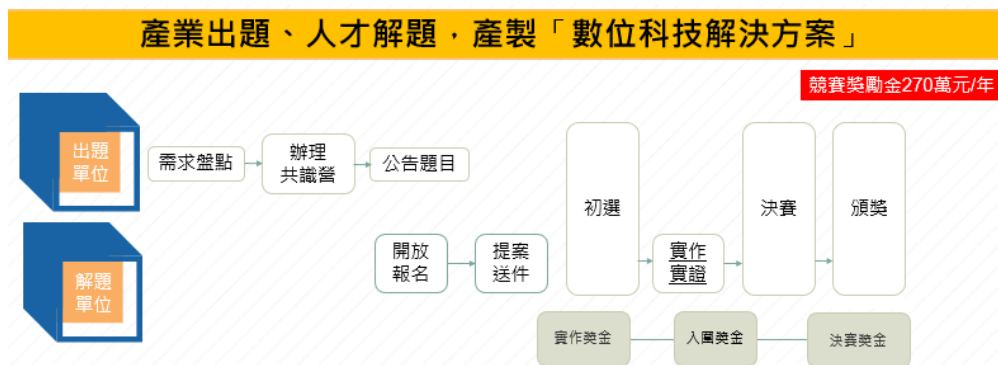 產業出題、人才解題，產製「數位科技解決方案」
競賽獎勵金270萬元/年
出題
單位
需求盤點
辦理
共識營
公告題目
初選
決賽
頒獎
開放
報名
提案
送件
實作
實證
解題
單位
實作獎金
入圍獎金
決賽獎金